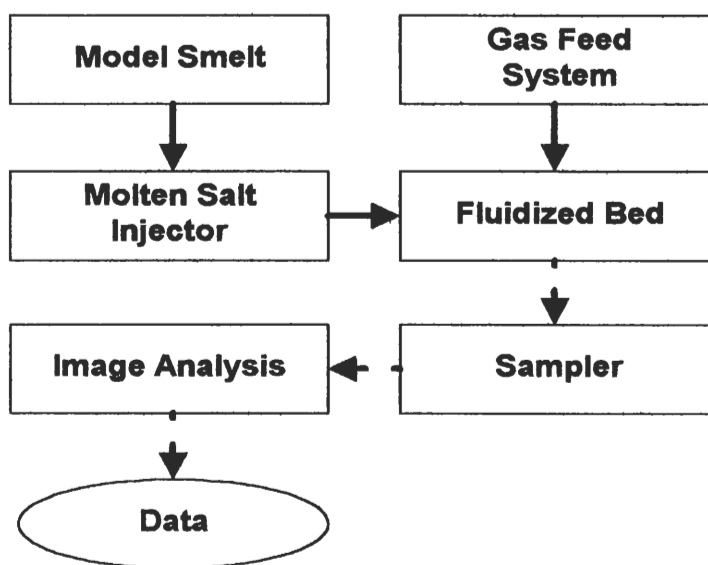 Model Smelt
Gas Feed
System
Molten Salt
Injector
Fluidized Bed
Image Analysis
Sampler
Data